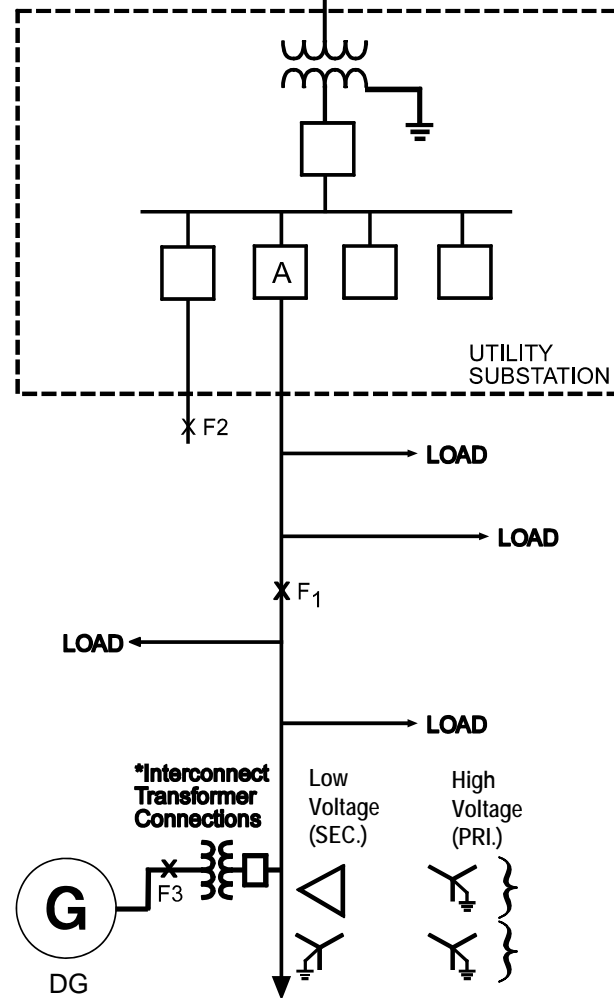 A
UTILITY
SUBSTATION
F2
LOAD
LOAD
F1
LOAD
LOAD
*Interconnect
Transformer
Connections
Low
Voltage
(SEC.)
High
Voltage
(PRI.)
F3
G
DG